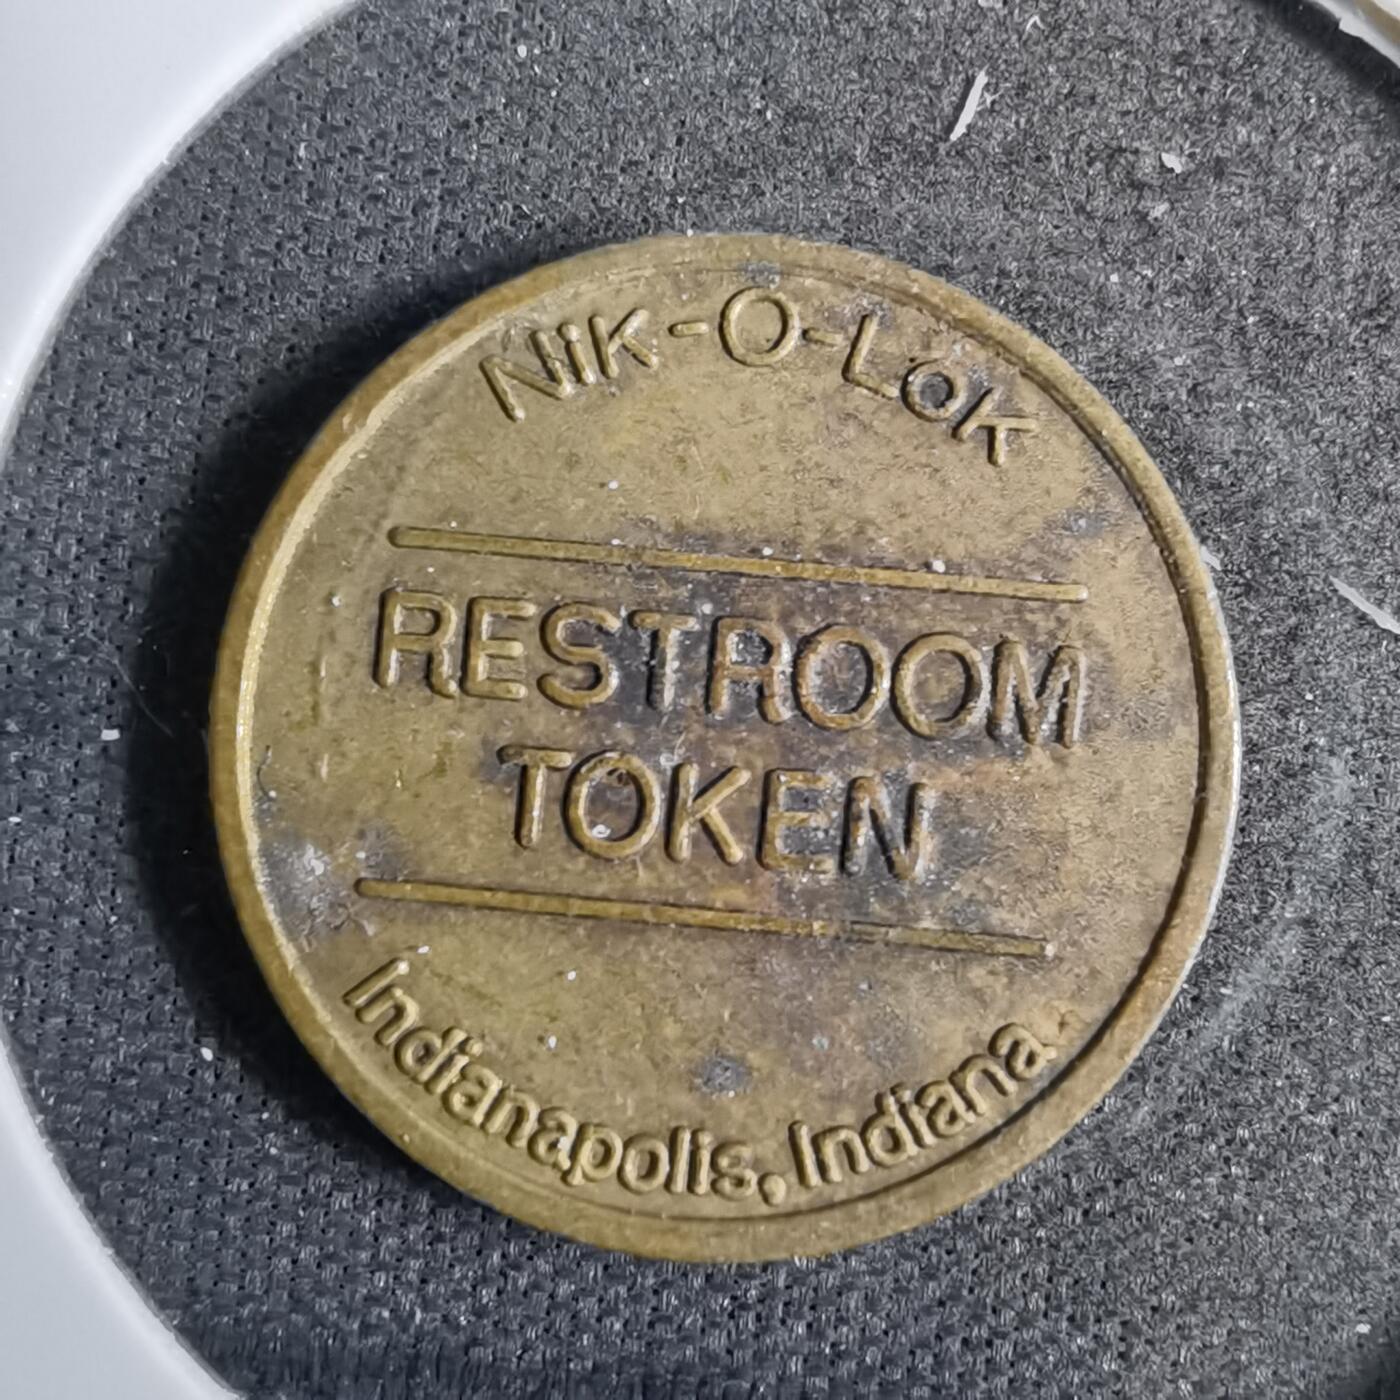 Nik-O-Lok
RESTROOM
TOKEN
Indianapolis, Indiana